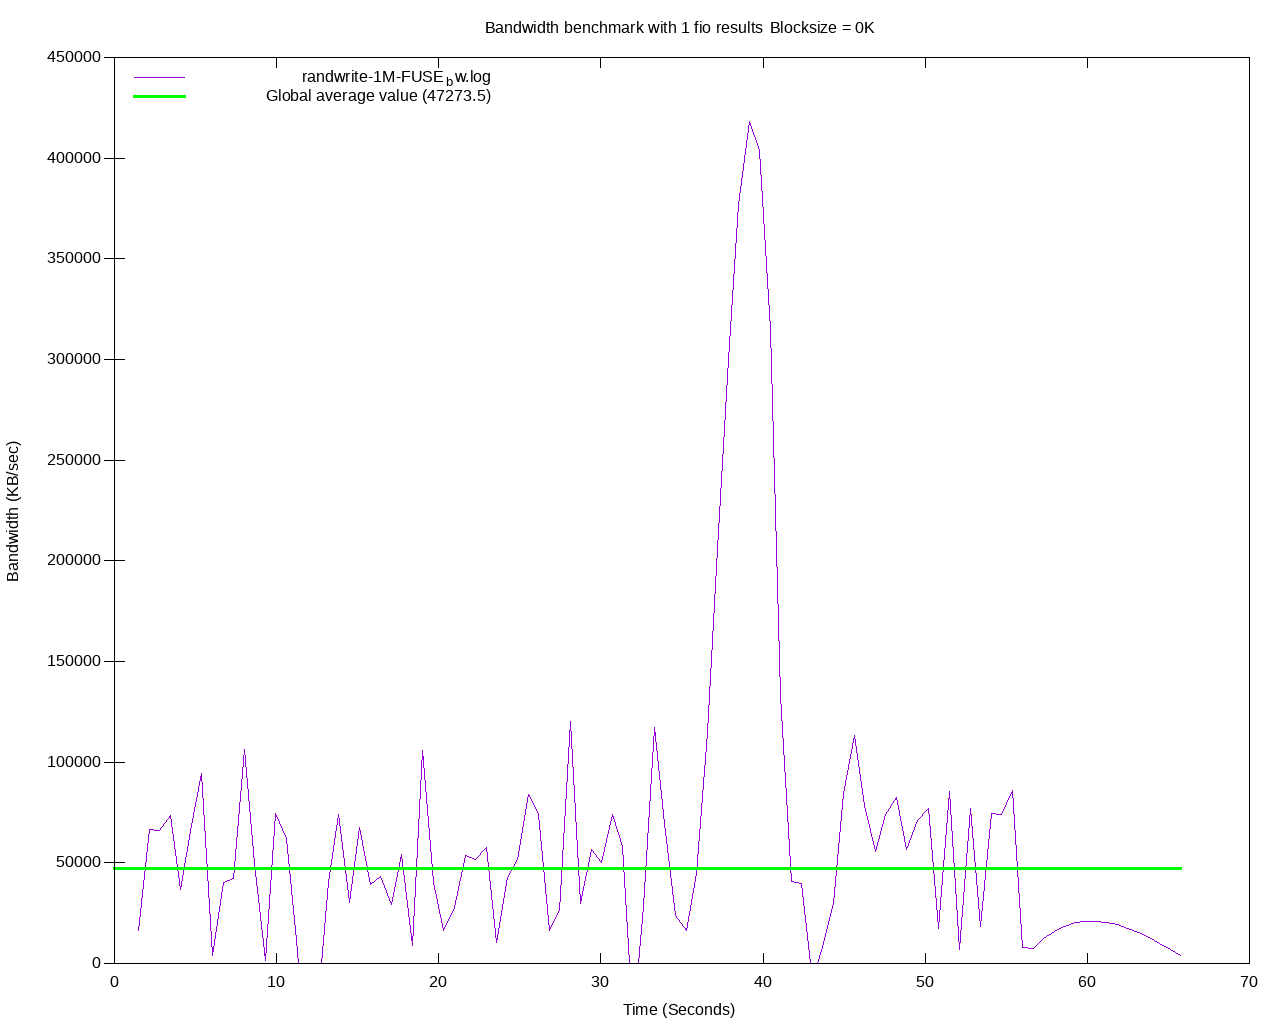 Bandwidth benchmark with 1 fio results Blocksize = 0K
450000
400000
350000
300000
250000
200000
150000
100000
50000
0
randwrite-1M-FUSE_bw.log
Global average value (47273.5)
Bandwidth (KB/sec)
0 10 20 30 40 50 60 70
Time (Seconds)